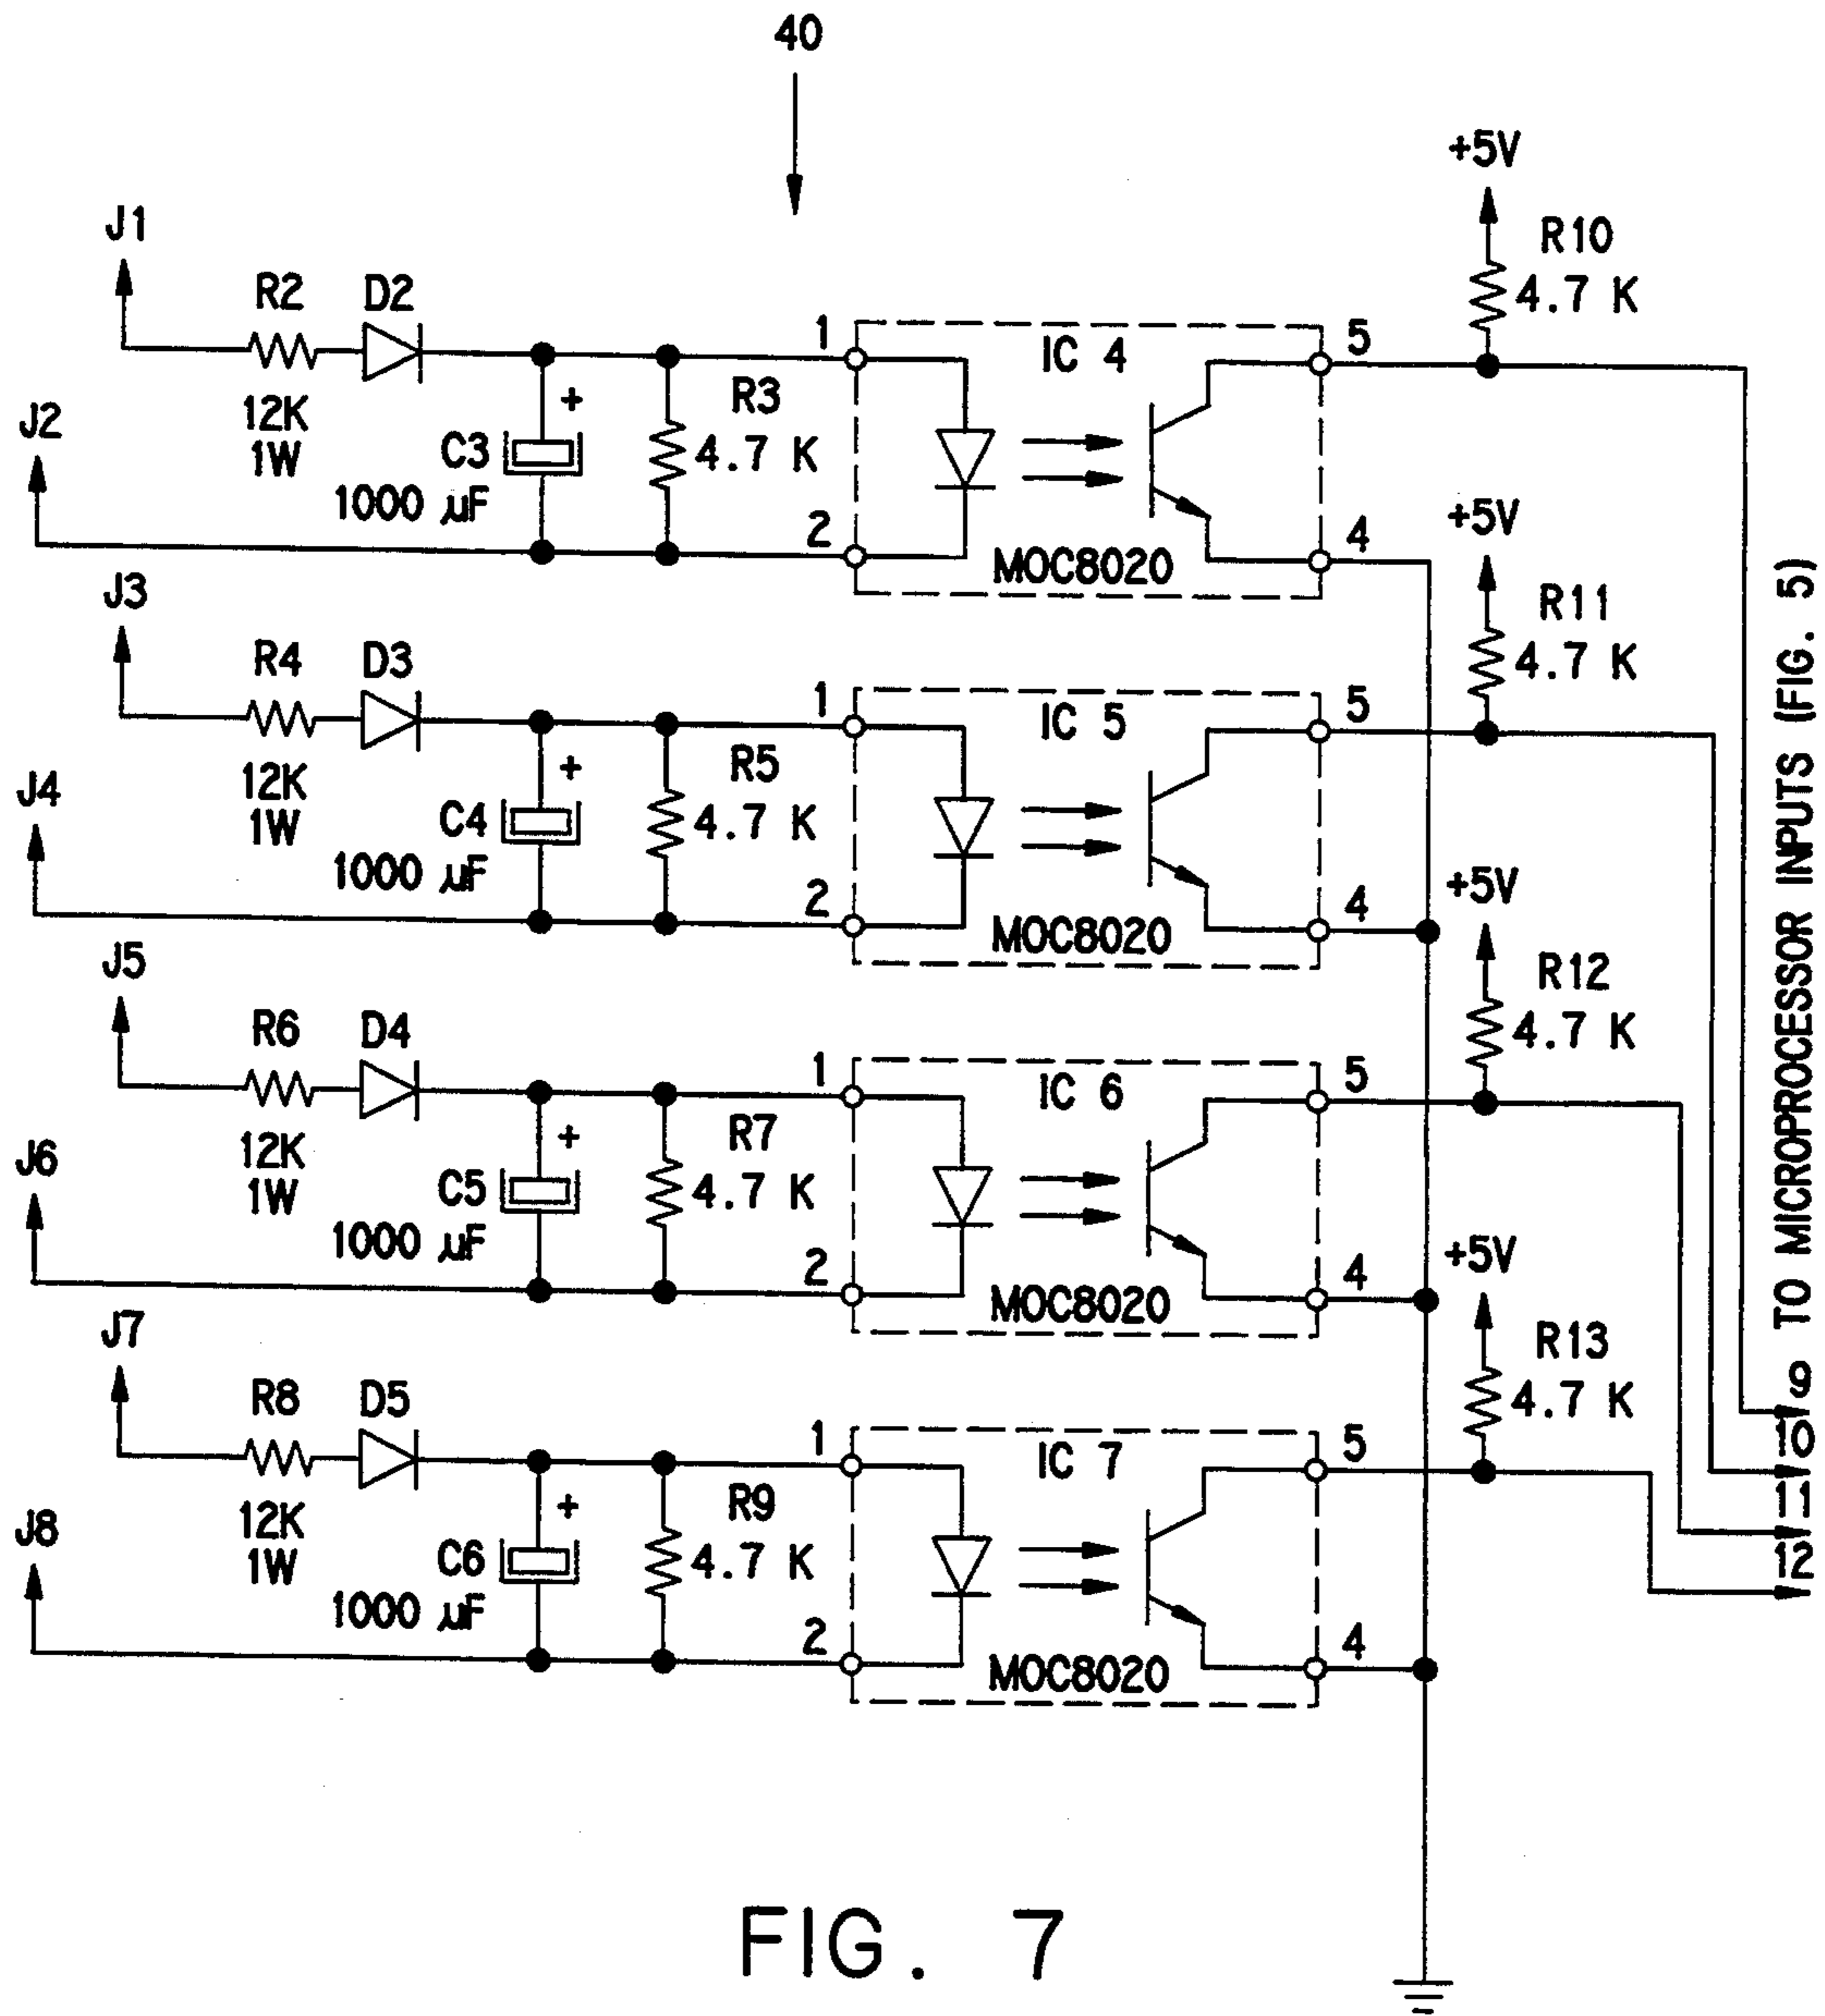 40
+5V
J1
R10
4.7 K
R2 D2
1
IC 4
5
12K
1W
J2
+
C3
1000 µF
R3
4.7 K
2
MOC8020
4
+5V
J3
R11
4.7 K
R4 D3
1
IC 5
5
12K
1W
J4
+
C4
1000 µF
R5
4.7 K
2
MOC8020
4
+5V
J5
R12
4.7 K
R6 D4
1
IC 6
5
12K
1W
J6
+
C5
1000 µF
R7
4.7 K
2
MOC8020
4
+5V
J7
R13
4.7 K
R8 D5
1
IC 7
5
12K
1W
J8
+
C6
1000 µF
R9
4.7 K
2
MOC8020
4
TO MICROPROCESSOR INPUTS (FIG. 5)
9
10
11
12
FIG. 7